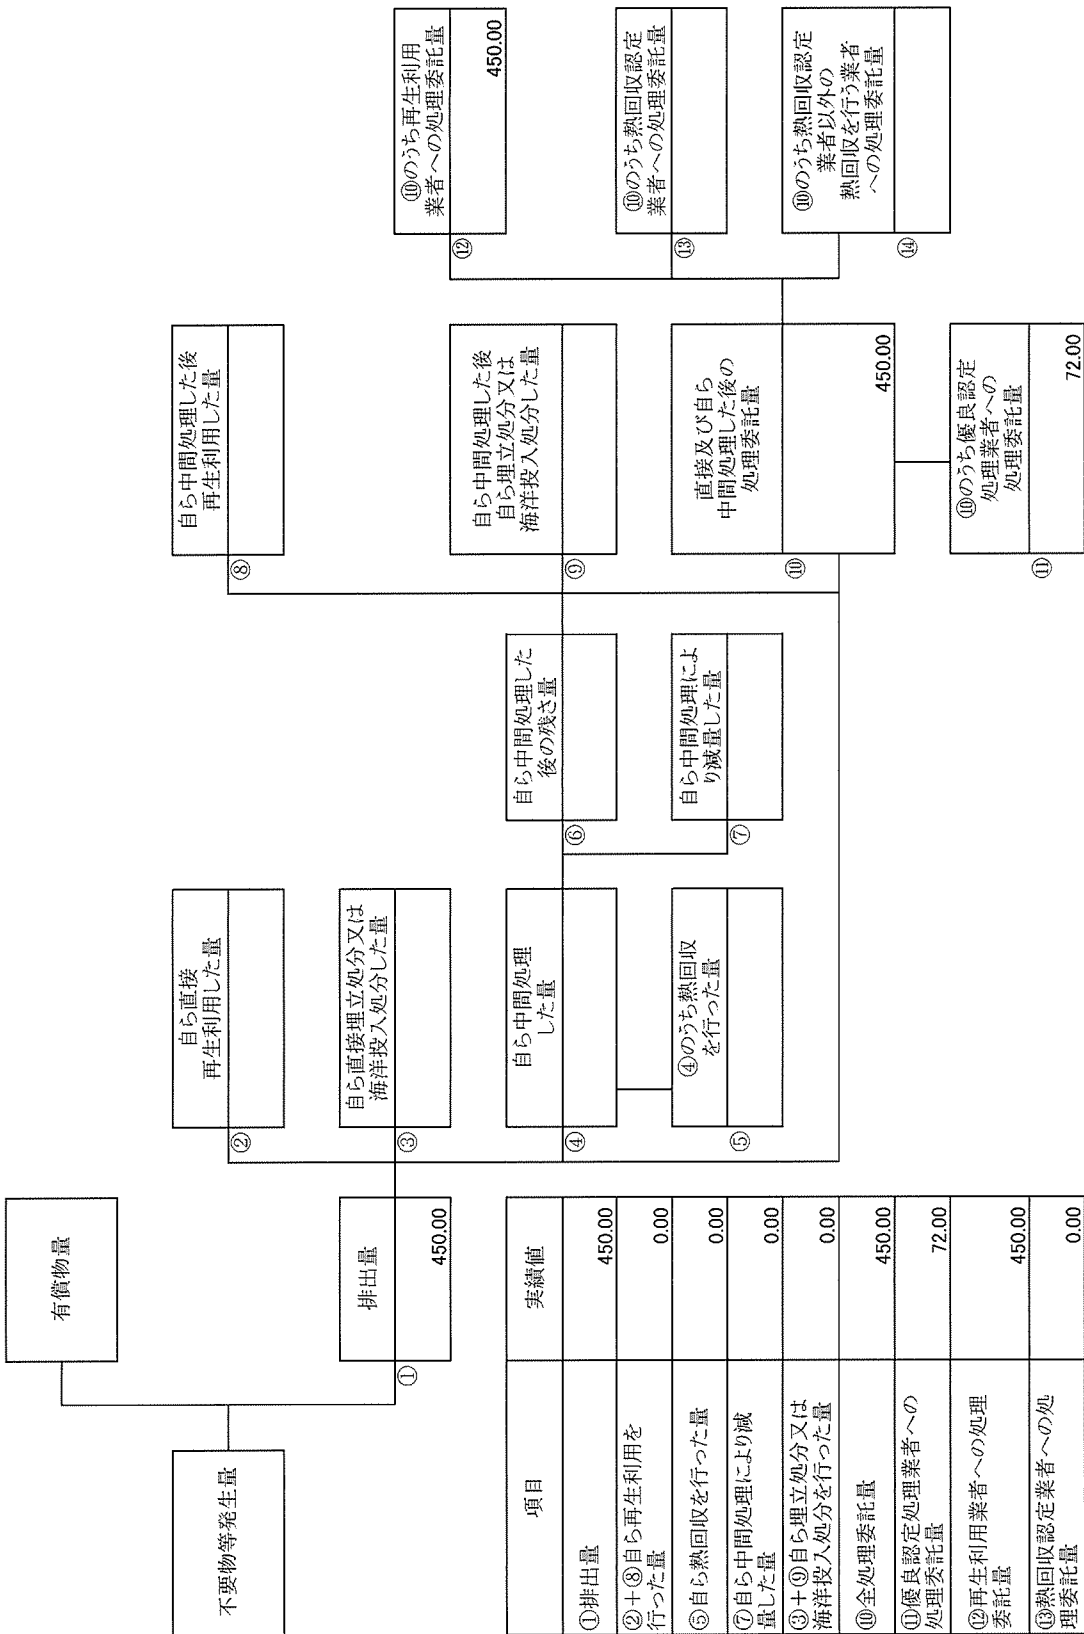 不要物等発生量
有償物量
①
排出量
450.00
②
自ら直接
再生利用した量
③
自ら直接埋立処分又は
海洋投入処分した量
④
自ら中間処理
した量
⑤
④のうち熱回収
を行った量
⑥
自ら中間処理した
後の残さ量
⑦
自ら中間処理によ
り減量した量
⑧
自ら中間処理した後
再生利用した量
⑨
自ら中間処理した後
自ら埋立処分又は
海洋投入処分した量
⑩
直接及び自ら
中間処理した後の
処理委託量
450.00
⑪
⑩のうち優良認定
処理業者への
処理委託量
72.00
⑫
⑩のうち再生利用
業者への処理委託量
450.00
⑬
⑩のうち熱回収認定
業者への処理委託量
⑭
⑩のうち熱回収認定
業者以外の
熱回収を行う業者
への処理委託量
項目
実績値
①排出量
450.00
②+⑧自ら再生利用を
行った量
0.00
⑤自ら熱回収を行った量
0.00
⑦自ら中間処理により減
量した量
0.00
③+⑨自ら埋立処分又は
海洋投入処分を行った量
0.00
⑩全処理委託量
450.00
⑪優良認定処理業者への
処理委託量
72.00
⑫再生利用業者への処理
委託量
450.00
⑬熱回収認定業者への処
理委託量
0.00